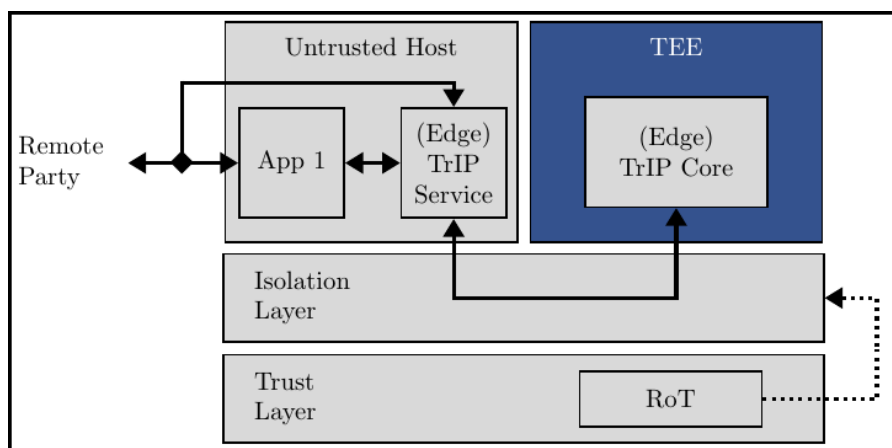 Untrusted Host
TEE
Remote
Party
App 1
(Edge)
TrIP
Service
(Edge)
TrIP Core
Isolation
Layer
Trust
Layer
RoT